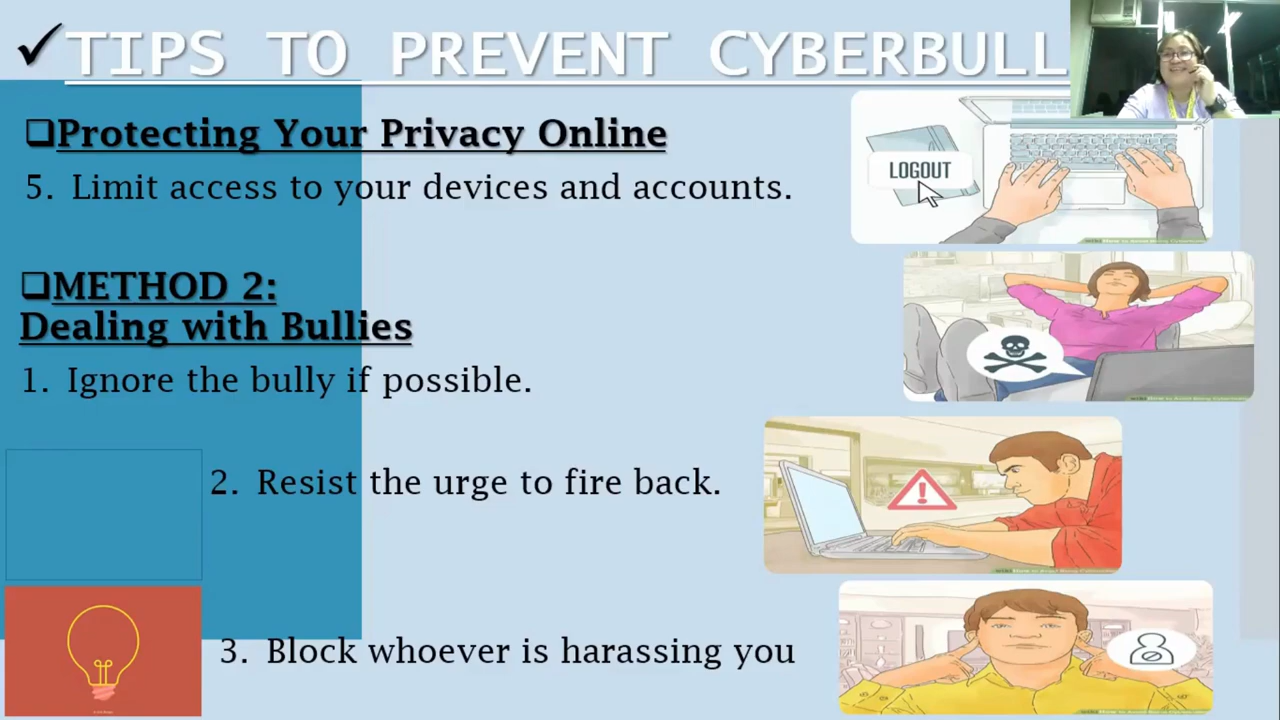 ✓TIPS TO PREVENT CYBERBULL
❑Protecting Your Privacy Online
5. Limit access to your devices and accounts.
LOGOUT
❑METHOD 2:
Dealing with Bullies
1. Ignore the bully if possible.
2. Resist the urge to fire back.
3. Block whoever is harassing you